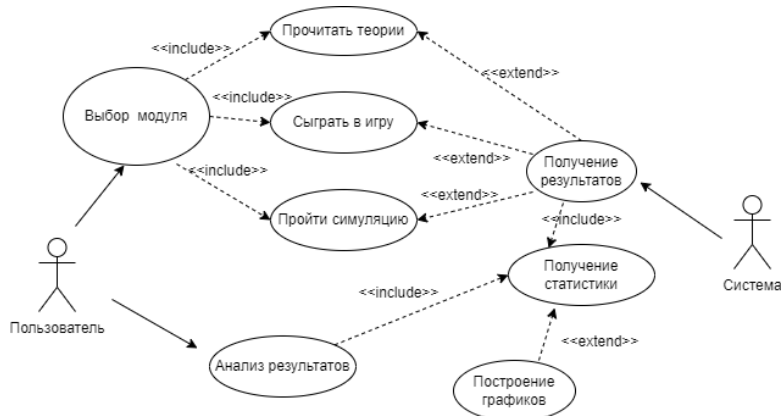 Прочитать теории
<<include>>
<<extend>>
Выбор модуля
<<include>>
Сыграть в игру
<<extend>>
Получение
результатов
<<include>>
<<extend>>
Пройти симуляцию
<<include>>
Получение
статистики
Система
<<include>>
Пользователь
<<extend>>
Анализ результатов
Построение
графиков